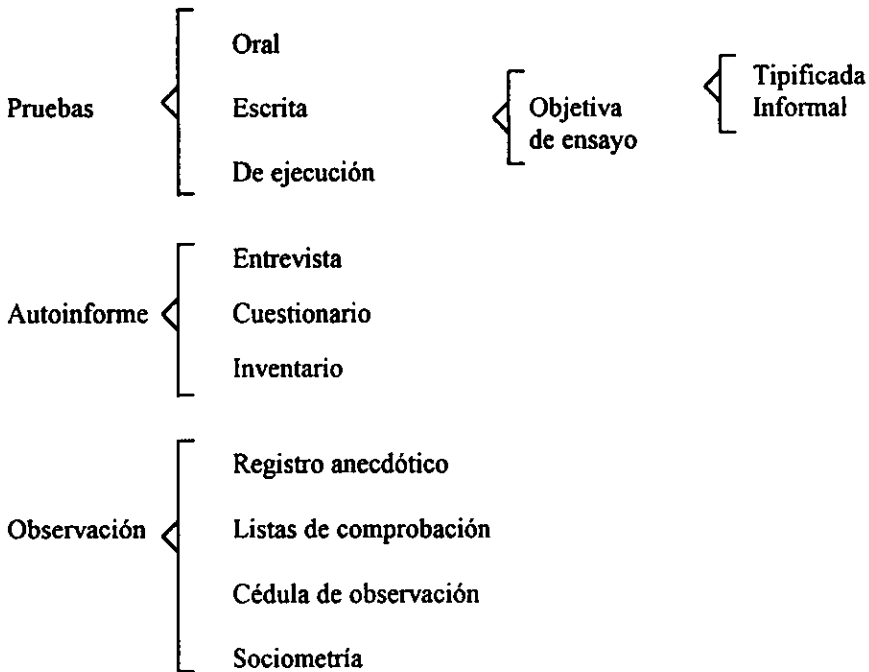 Pruebas
Oral
Escrita
De ejecución
Objetiva
de ensayo
Tipificada
Informal
Autoinforme
Entrevista
Cuestionario
Inventario
Observación
Registro anecdótico
Listas de comprobación
Cédula de observación
Sociometría